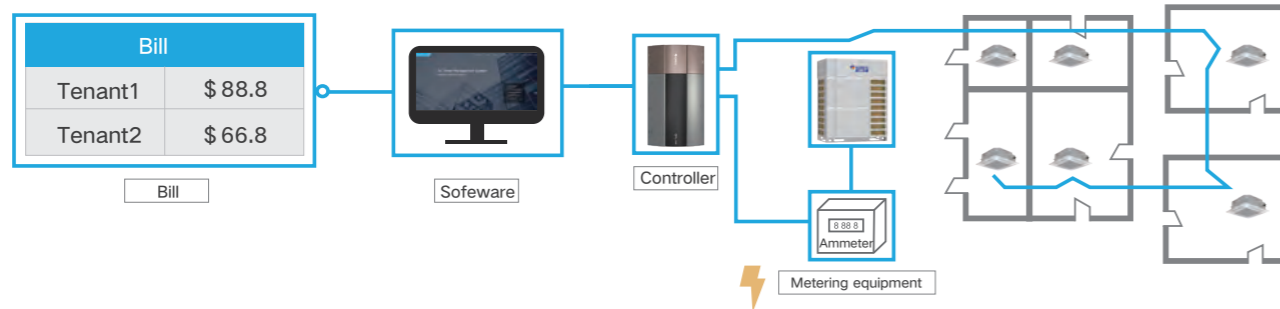 Bill
Tenant1 $ 88.8
Tenant2 $ 66.8
Bill
Sofeware
Controller
8 88 8
Ammeter
Metering equipment